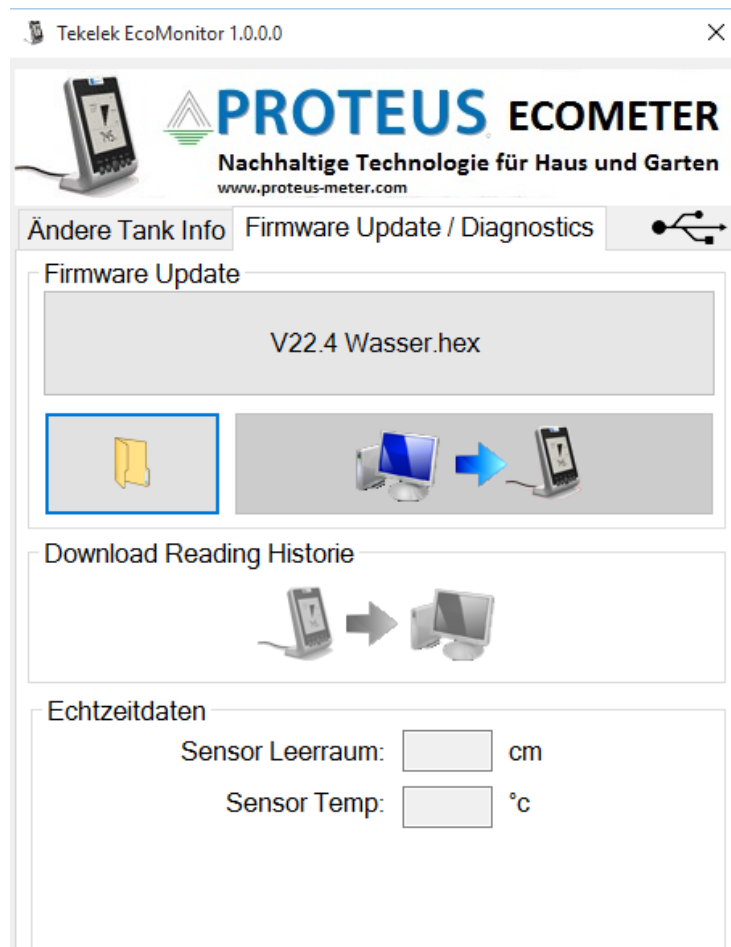 Tekelek EcoMonitor 1.0.0.0
PROTEUS ECOMETER
Nachhaltige Technologie für Haus und Garten
www.proteus-meter.com
Ändere Tank Info
Firmware Update / Diagnostics
Firmware Update
V22.4 Wasser.hex
Download Reading Historie
Echtzeitdaten
Sensor Leerraum: cm
Sensor Temp: °c